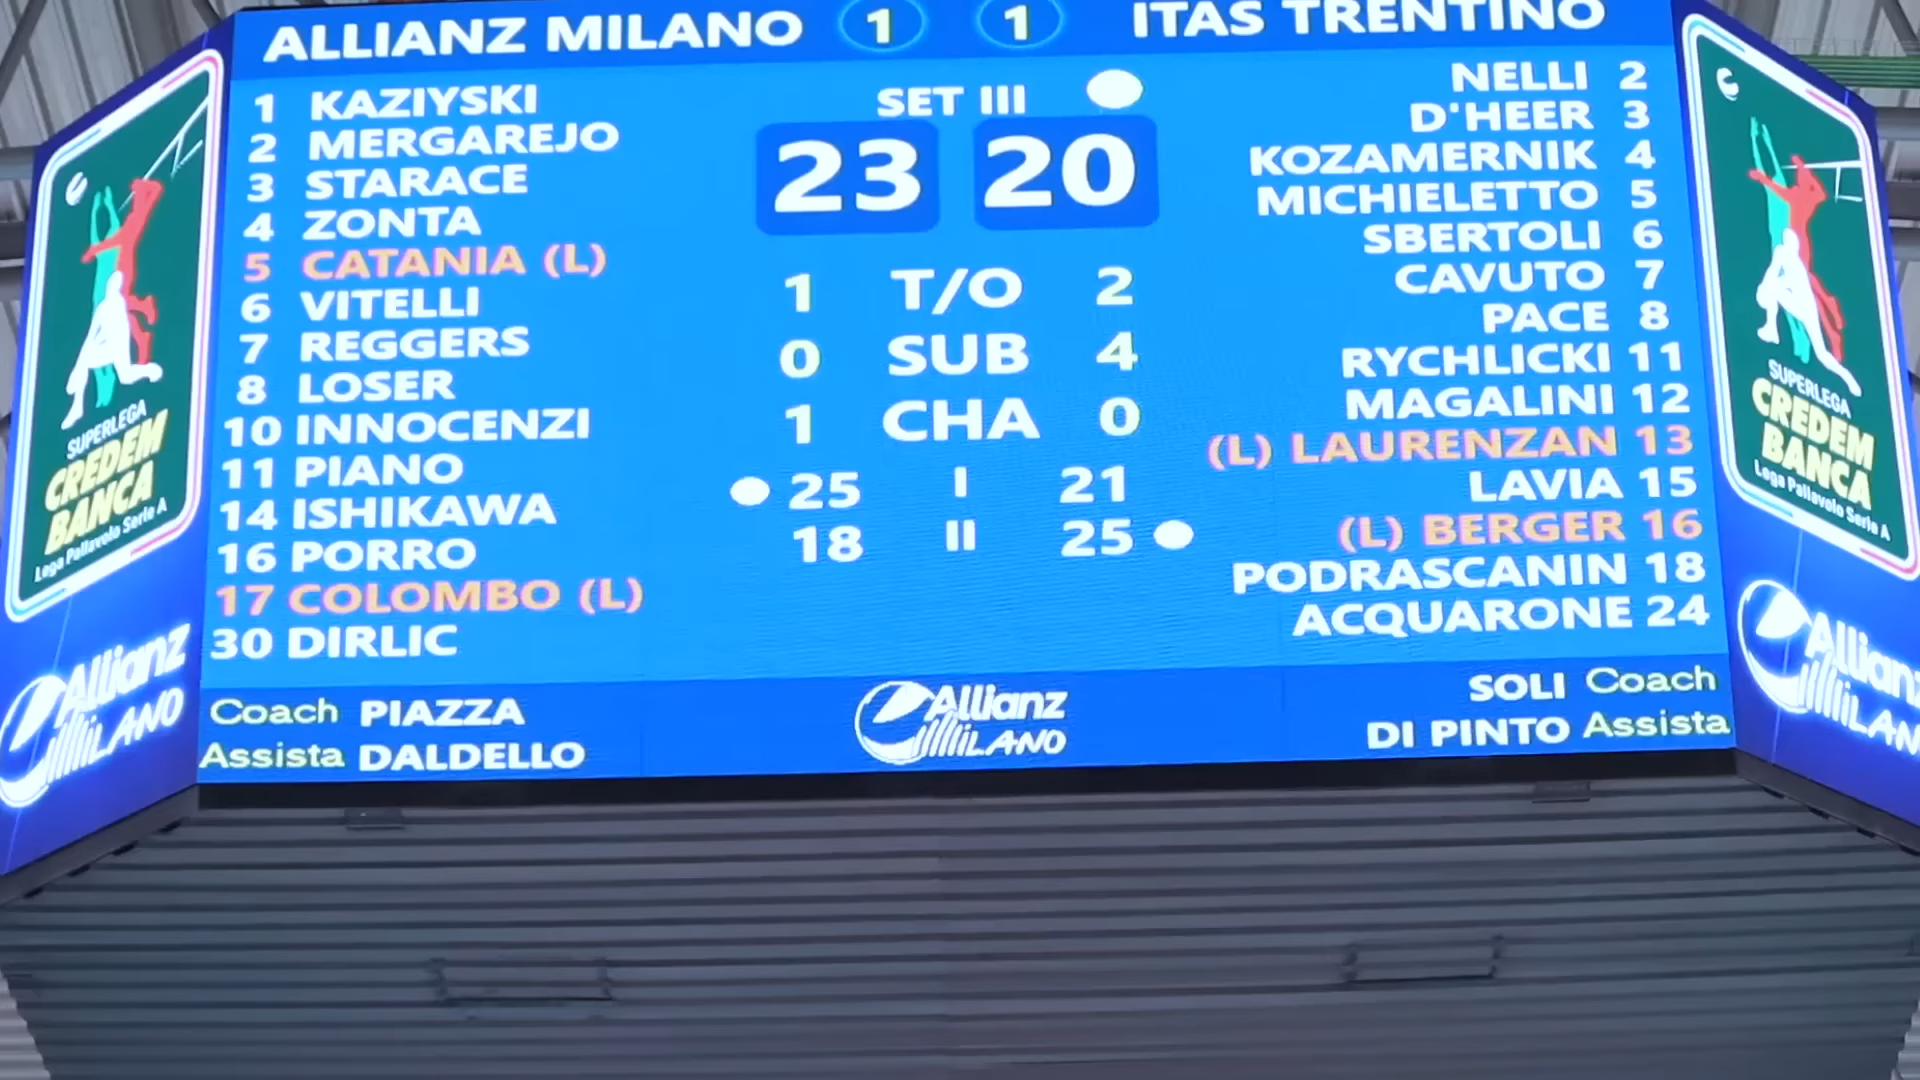 ALLIANZ MILANO 1 1 ITAS TRENTINO
1 KAZIYSKI
2 MERGAREJO
3 STARACE
4 ZONTA
5 CATANIA (L)
6 VITELLI
7 REGGERS
8 LOSER
10 INNOCENZI
11 PIANO
14 ISHIKAWA
16 PORRO
17 COLOMBO (L)
30 DIRLIC
Coach PIAZZA
Assista DALDELLO
SET III
23 20
1 T/O 2
0 SUB 4
1 CHA 0
25 I 21
18 II 25
Allianz
MILANO
NELLI 2
D'HEER 3
KOZAMERNIK 4
MICHIELETTO 5
SBERTOLI 6
CAVUTO 7
PACE 8
RYCHLICKI 11
MAGALINI 12
(L) LAURENZAN 13
LAVIA 15
(L) BERGER 16
PODRASCANIN 18
ACQUARONE 24
SOLI Coach
DI PINTO Assista
SUPERLEGA
CREDEM
BANCA
Lega Pallavolo Serie A
Allianz
MILANO
SUPERLEGA
CREDEM
BANCA
Lega Pallavolo Serie A
Allianz
MILANO